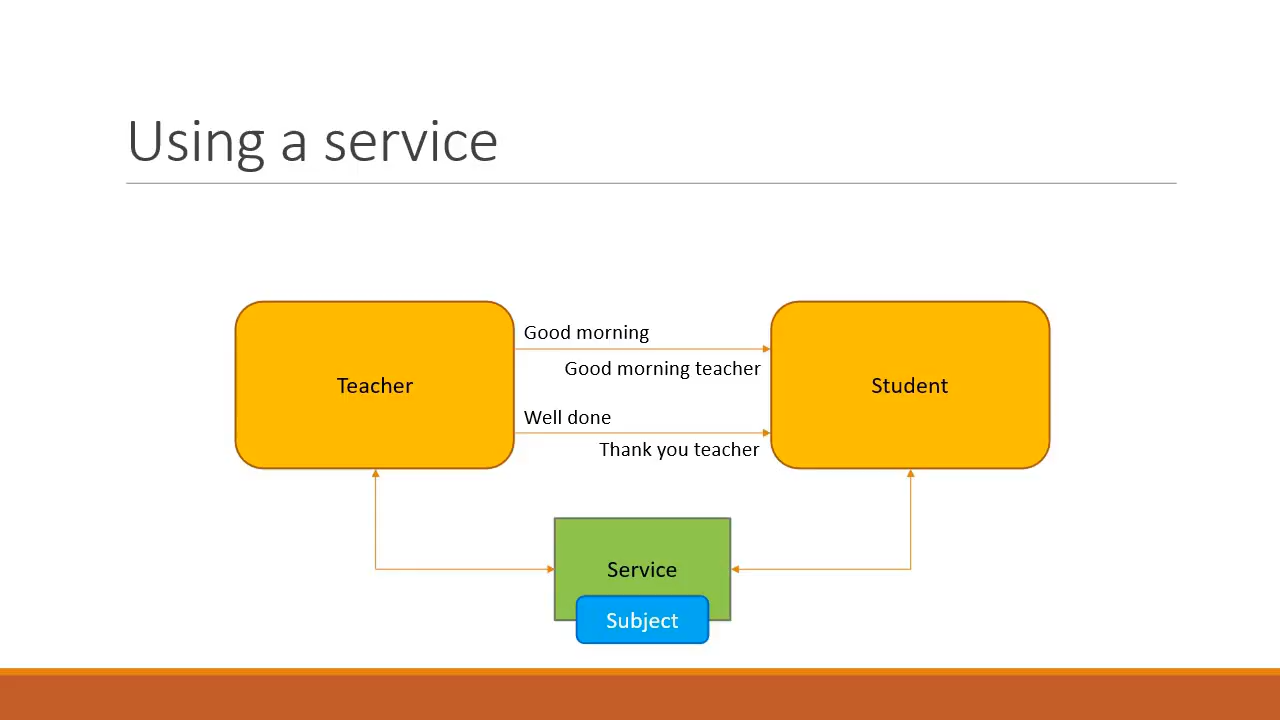 Using a service
Good morning
Good morning teacher
Teacher
Student
Well done
Thank you teacher
Service
Subject